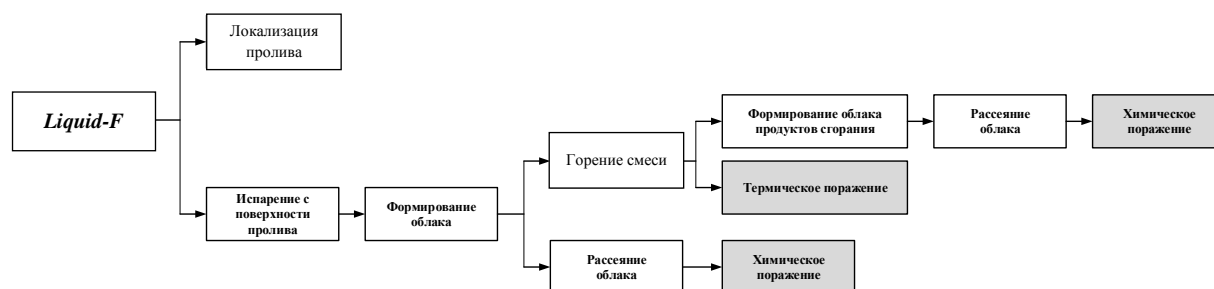 Локализация
пролива
Liquid-F
Формирование облака
продуктов сгорания
Рассеяние
облака
Химическое
поражение
Горение смеси
Термическое поражение
Испарение с
поверхности
пролива
Формирование
облака
Рассеяние
облака
Химическое
поражение